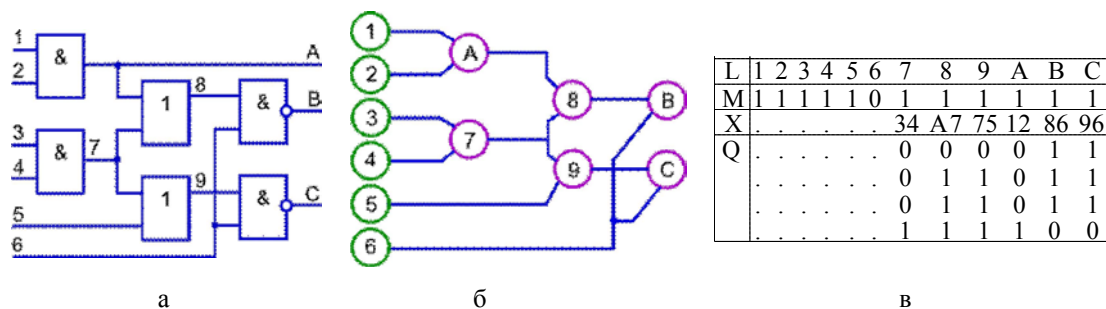 1
2
3
4
5
6
&
&
7
1
1
8
9
&
&
A
B
C
1
2
3
4
5
6
A
7
8
9
B
C
L 1 2 3 4 5 6 7 8 9 A B C
M 1 1 1 1 1 0 1 1 1 1 1 1
X . . . . . . 34 A7 75 12 86 96
Q . . . . . . 0 0 0 0 1 1
. . . . . . 0 1 1 0 1 1
. . . . . . 0 1 1 0 1 1
. . . . . . 1 1 1 1 0 0
а б в